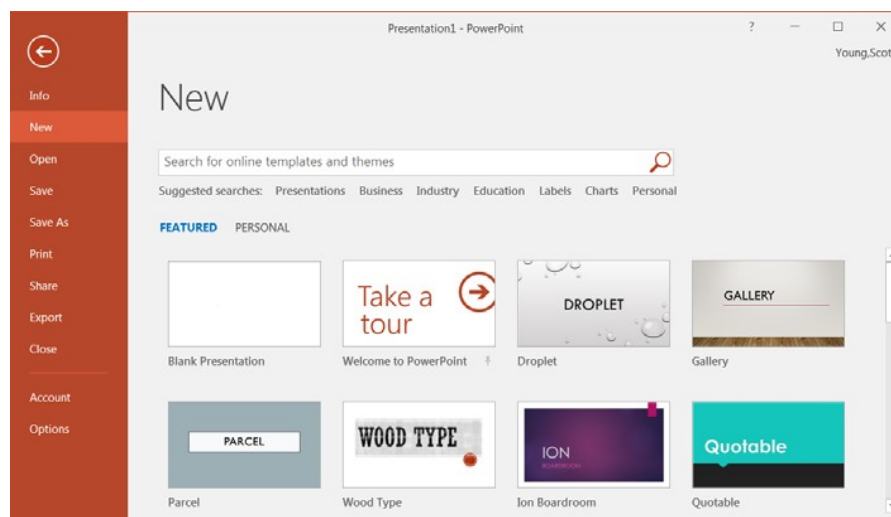 Presentation1 - PowerPoint
?
Young,Scot
Info
New
Open
Save
Save As
Print
Share
Export
Close
Account
Options
New
Search for online templates and themes
Suggested searches: Presentations Business Industry Education Labels Charts Personal
FEATURED PERSONAL
Take a
tour
DROPLET
GALLERY
Blank Presentation Welcome to PowerPoint Droplet Gallery
PARCEL
WOOD TYPE
ION
BOARDROOM
Quotable
Parcel Wood Type Ion Boardroom Quotable